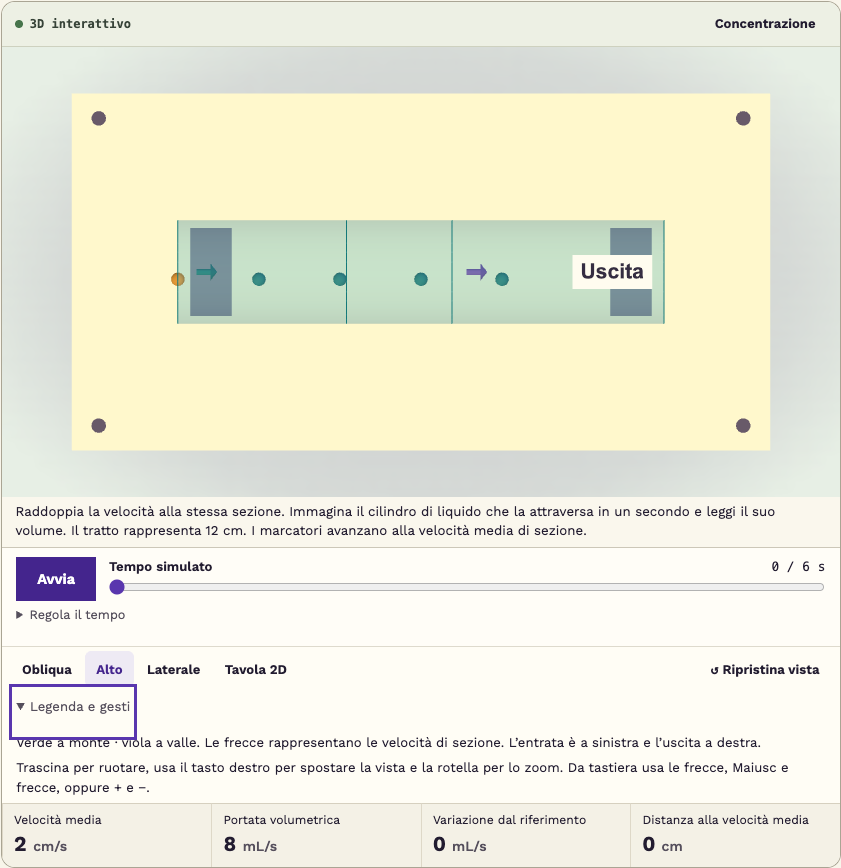 3D interattivo
Concentrazione
Uscita
Raddoppia la velocità alla stessa sezione. Immagina il cilindro di liquido che la attraversa in un secondo e leggi il suo
volume. Il tratto rappresenta 12 cm. I marcatori avanzano alla velocità media di sezione.
Avvia
Tempo simulato
0 / 6 s
▶ Regola il tempo
Obliqua
Alto
Laterale
Tavola 2D
↺ Ripristina vista
▼ Legenda e gesti
Verde a monte · viola a valle. Le frecce rappresentano le velocità di sezione. L’entrata è a sinistra e l’uscita a destra.
Trascina per ruotare, usa il tasto destro per spostare la vista e la rotella per lo zoom. Da tastiera usa le frecce, Maiusc e
frecce, oppure + e −.
Velocità media
2 cm/s
Portata volumetrica
8 mL/s
Variazione dal riferimento
0 mL/s
Distanza alla velocità media
0 cm